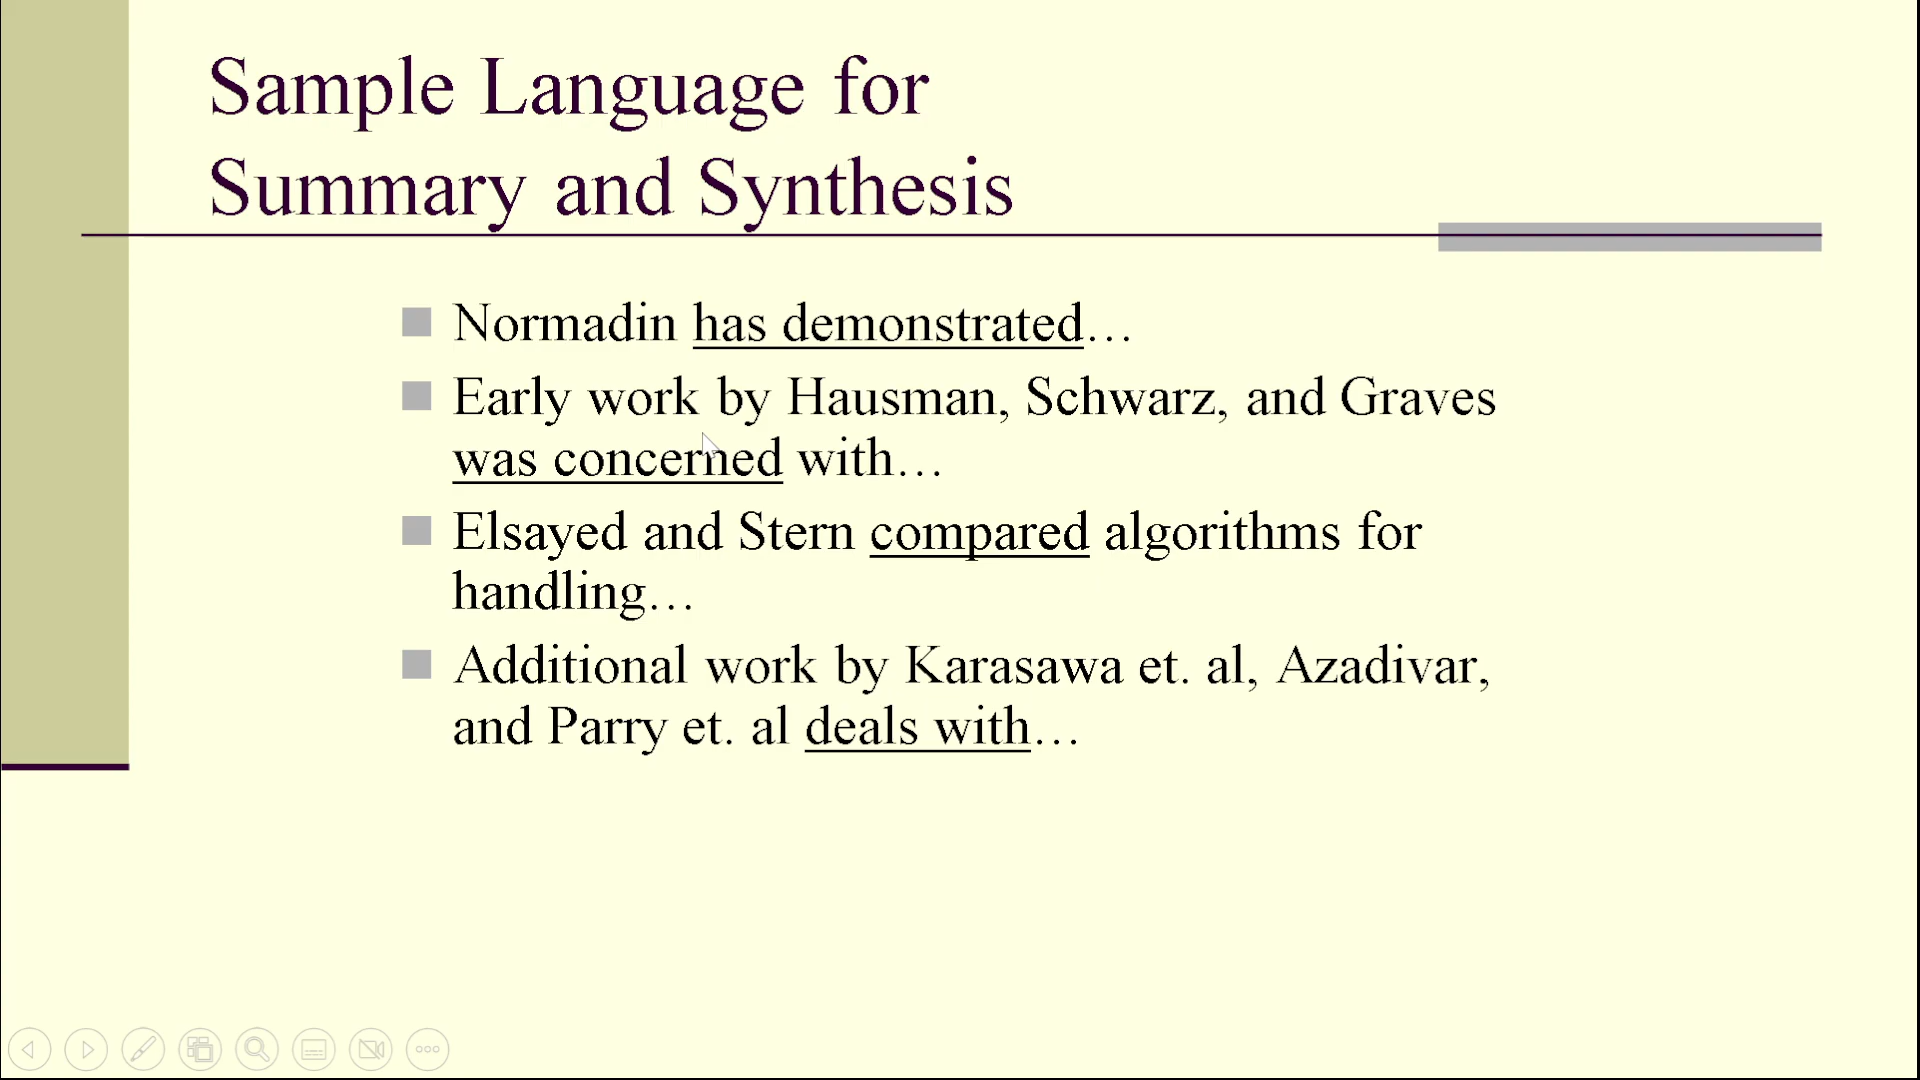 Sample Language for
Summary and Synthesis
Normadin has demonstrated…
Early work by Hausman, Schwarz, and Graves
was concerned with…
Elsayed and Stern compared algorithms for
handling…
Additional work by Karasawa et. al, Azadivar,
and Parry et. al deals with…